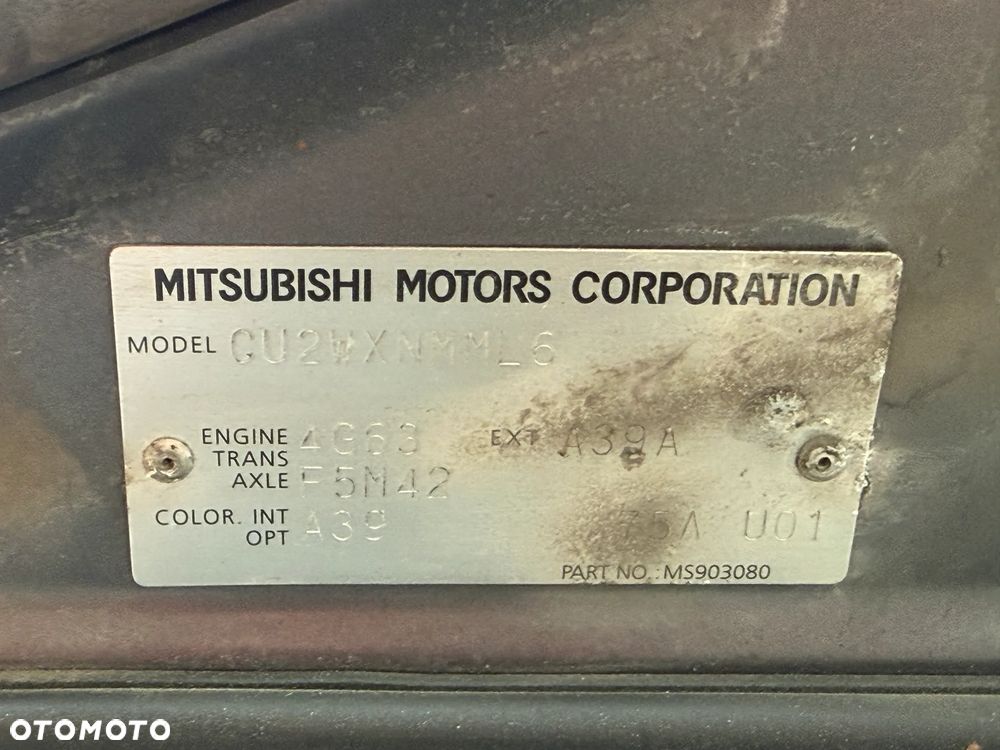 MITSUBISHI MOTORS CORPORATION
MODEL CU2WXNMML6
ENGINE 4G63 EXT A39A
TRANS
AXLE F5M42
COLOR. INT A39 75A U01
OPT
PART NO.: MS903080
OTOMOTO